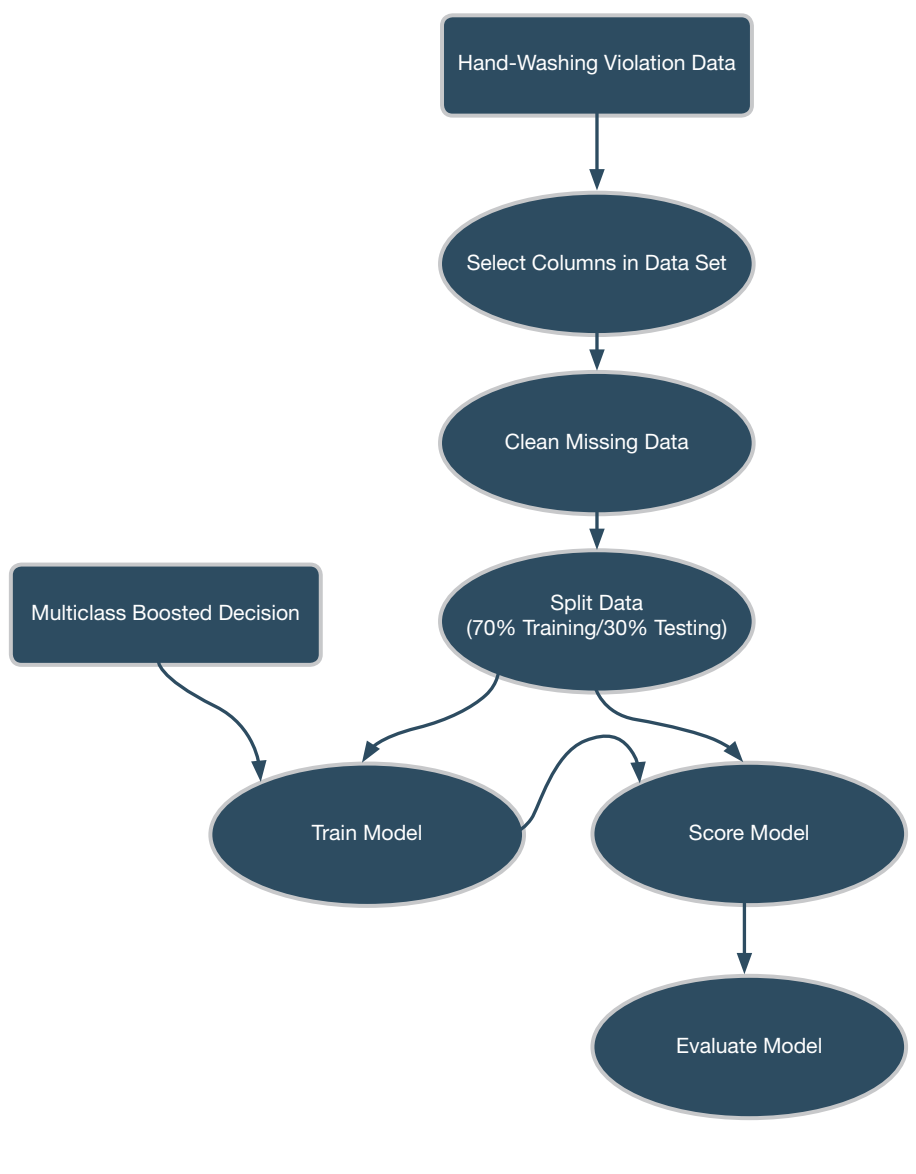 Hand-Washing Violation Data
Select Columns in Data Set
Clean Missing Data
Split Data
(70% Training/30% Testing)
Multiclass Boosted Decision
Train Model
Score Model
Evaluate Model